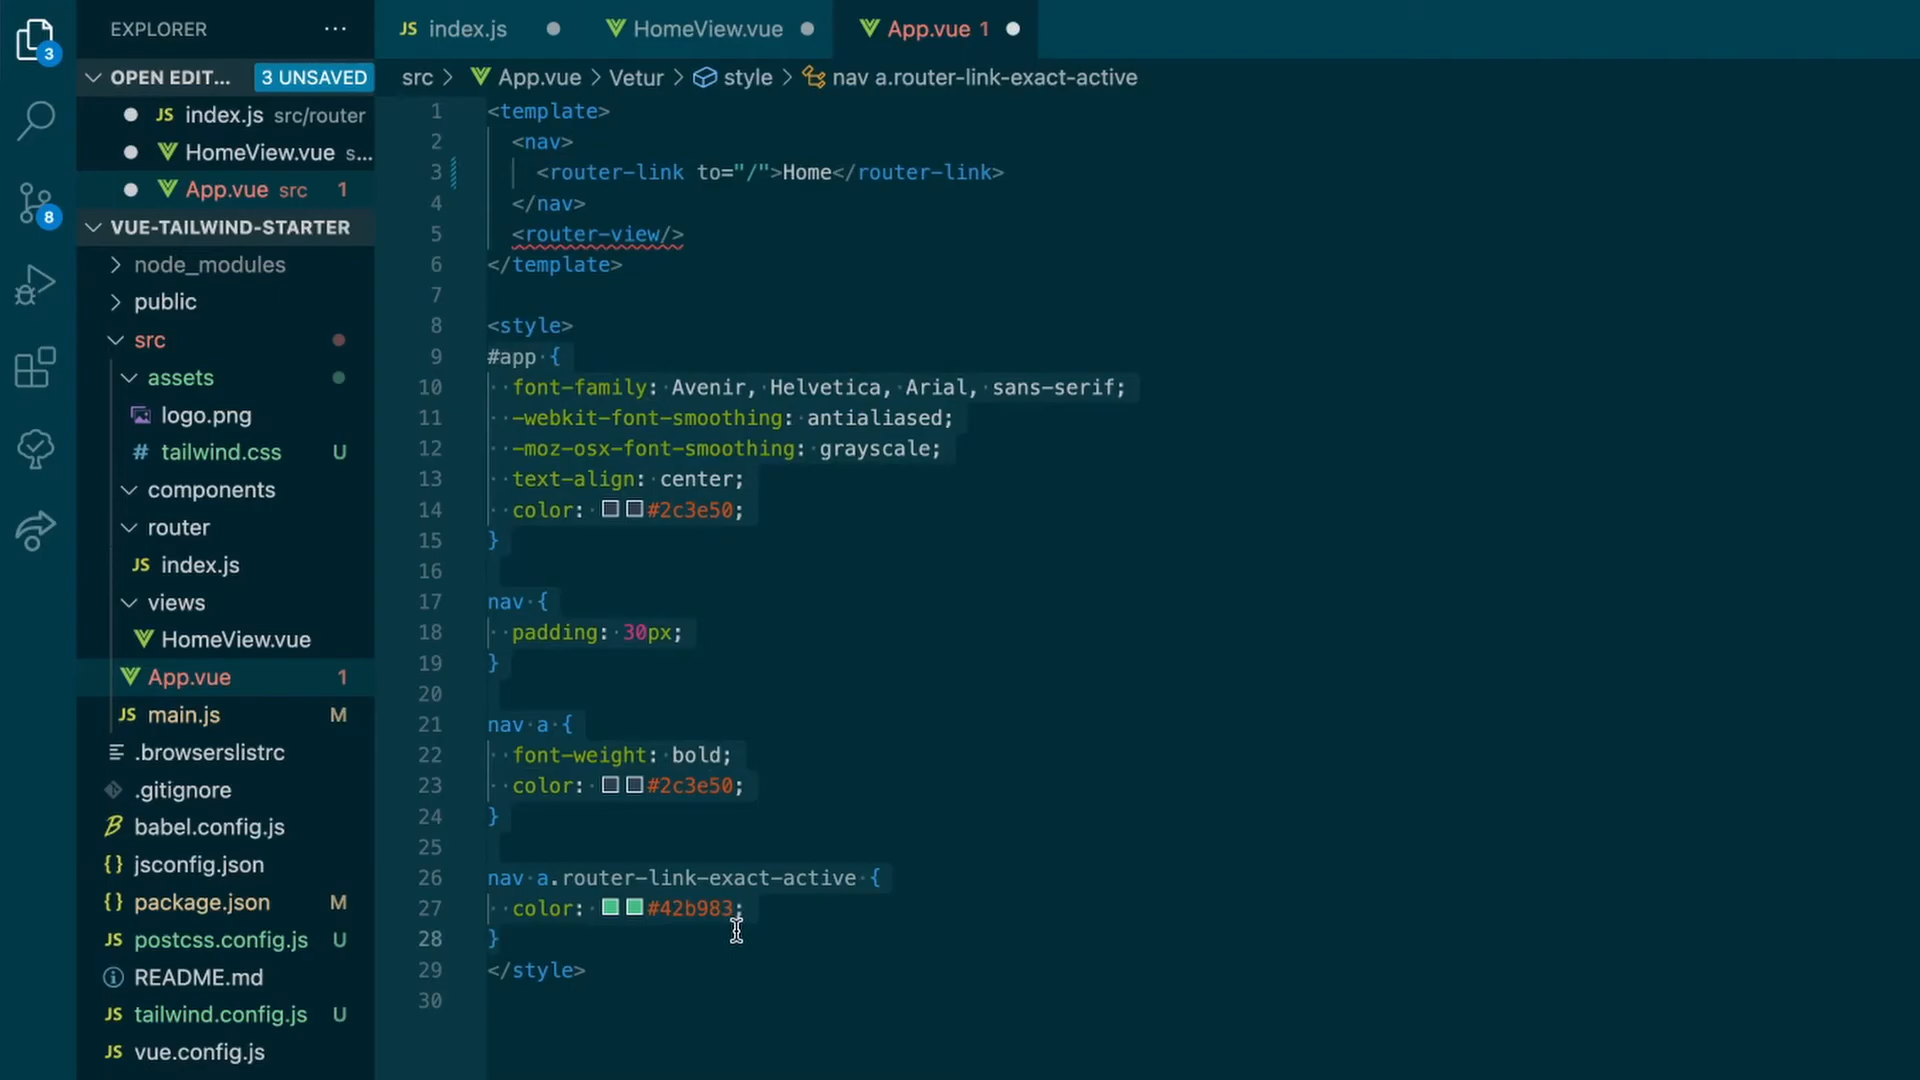 EXPLORER
OPEN EDIT... 3 UNSAVED
JS index.js src/router
HomeView.vue s...
App.vue src 1
VUE-TAILWIND-STARTER
node_modules
public
src
assets
logo.png
# tailwind.css U
components
router
JS index.js
views
HomeView.vue
App.vue 1
JS main.js M
.browserslistrc
.gitignore
babel.config.js
{} jsconfig.json
{} package.json M
JS postcss.config.js U
README.md
JS tailwind.config.js U
JS vue.config.js
3
8
JS index.js
HomeView.vue
App.vue 1
src > App.vue > Vetur > style > nav a.router-link-exact-active
1 <template>
2 <nav>
3 <router-link to="/">Home</router-link>
4 </nav>
5 <router-view/>
6 </template>
7
8 <style>
9 #app {
10 font-family: Avenir, Helvetica, Arial, sans-serif;
11 -webkit-font-smoothing: antialiased;
12 -moz-osx-font-smoothing: grayscale;
13 text-align: center;
14 color: #2c3e50;
15 }
16
17 nav {
18 padding: 30px;
19 }
20
21 nav a {
22 font-weight: bold;
23 color: #2c3e50;
24 }
25
26 nav a.router-link-exact-active {
27 color: #42b983;
28 }
29 </style>
30